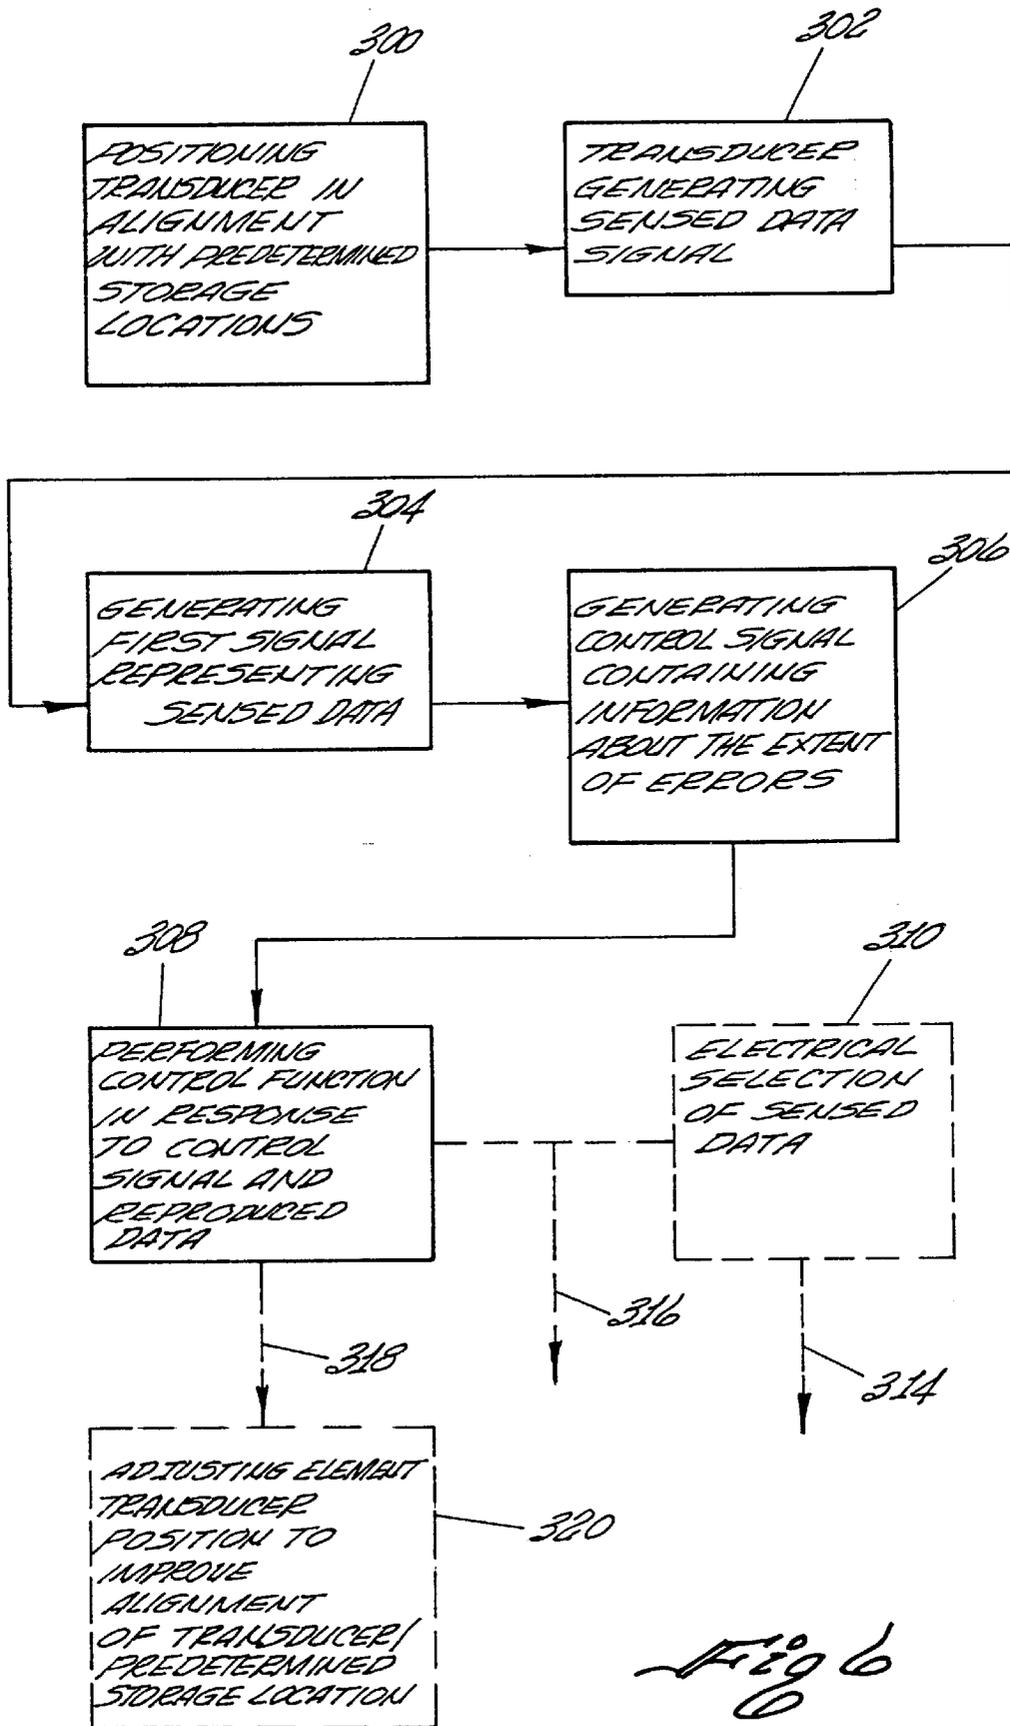 300
302
POSITIONING
TRANSDUCER IN
ALIGNMENT
WITH PREDETERMINED
STORAGE
LOCATIONS
TRANSDUCER
GENERATING
SENSED DATA
SIGNAL
304
306
GENERATING
FIRST SIGNAL
REPRESENTING
SENSED DATA
GENERATING
CONTROL SIGNAL
CONTAINING
INFORMATION
ABOUT THE EXTENT
OF ERRORS
308
310
PERFORMING
CONTROL FUNCTION
IN RESPONSE
TO CONTROL
SIGNAL AND
REPRODUCED
DATA
ELECTRICAL
SELECTION
OF SENSED
DATA
316
318
314
ADJUSTING ELEMENT
TRANSDUCER
POSITION TO
IMPROVE
ALIGNMENT
OF TRANSDUCER/
PREDETERMINED
STORAGE LOCATION
320
Fig 6